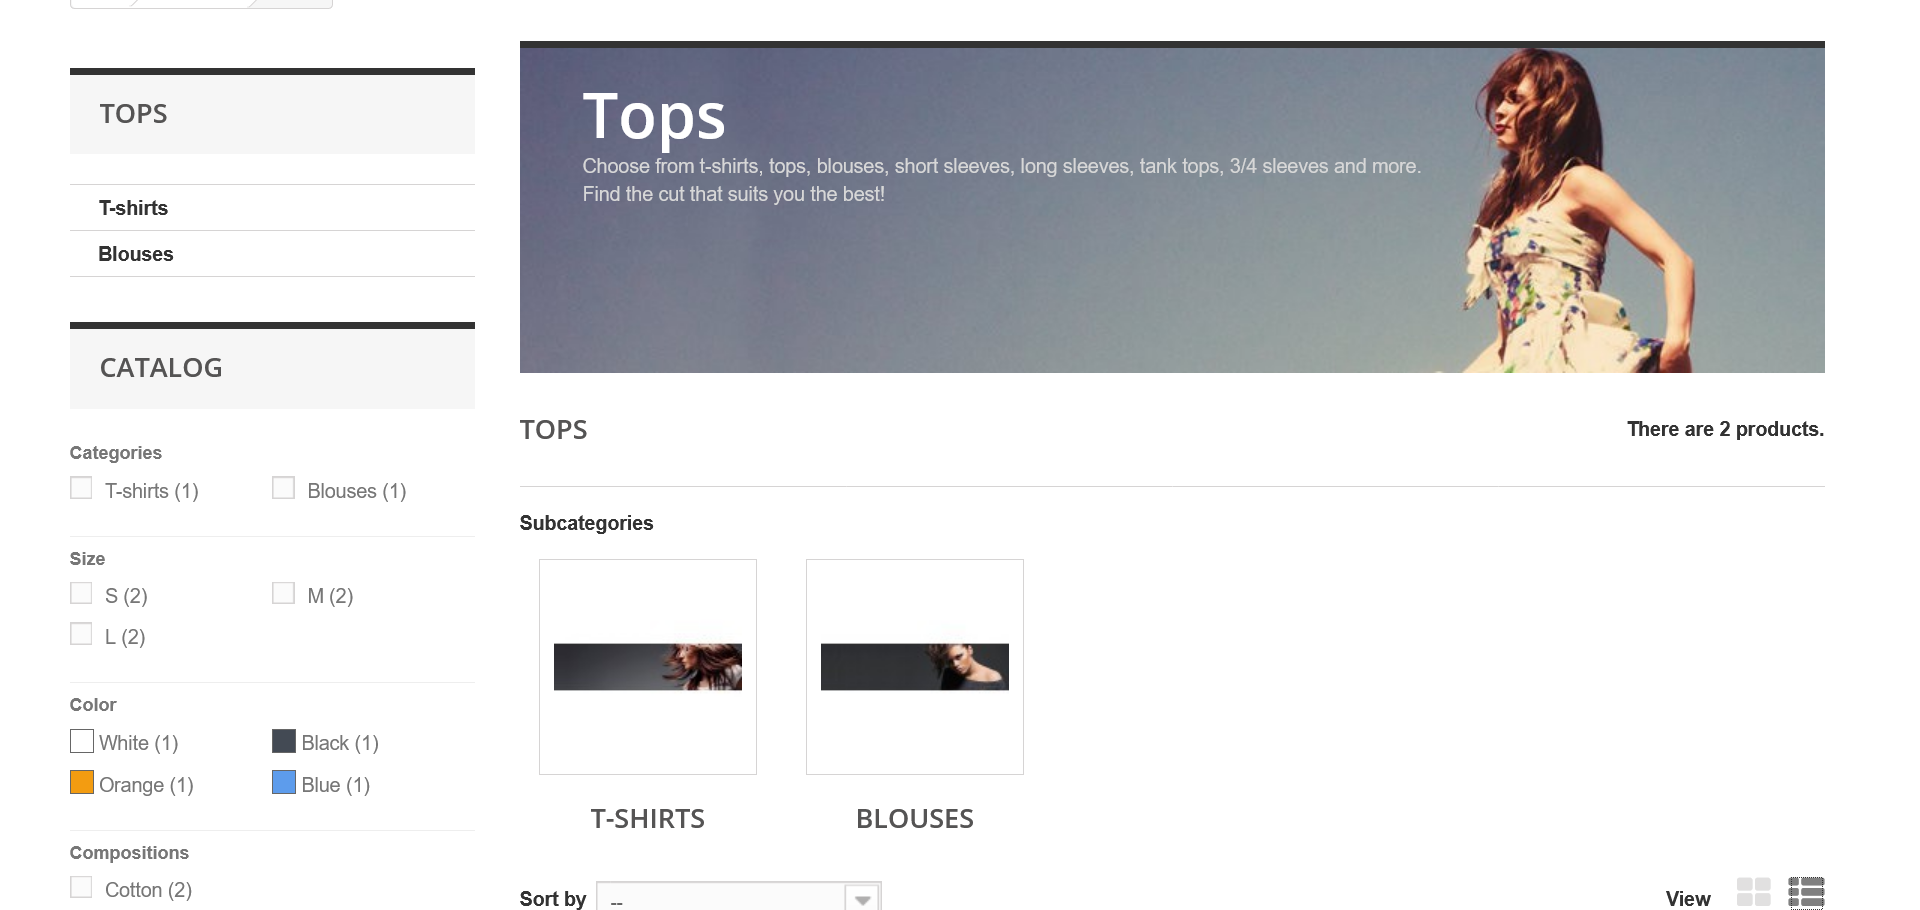 TOPS
T-shirts
Blouses
CATALOG
Categories
T-shirts (1)
Blouses (1)
Size
S (2)
M (2)
L (2)
Color
White (1)
Black (1)
Orange (1)
Blue (1)
Compositions
Cotton (2)
Tops
Choose from t-shirts, tops, blouses, short sleeves, long sleeves, tank tops, 3/4 sleeves and more.
Find the cut that suits you the best!
TOPS
There are 2 products.
Subcategories
T-SHIRTS
BLOUSES
Sort by
--
View